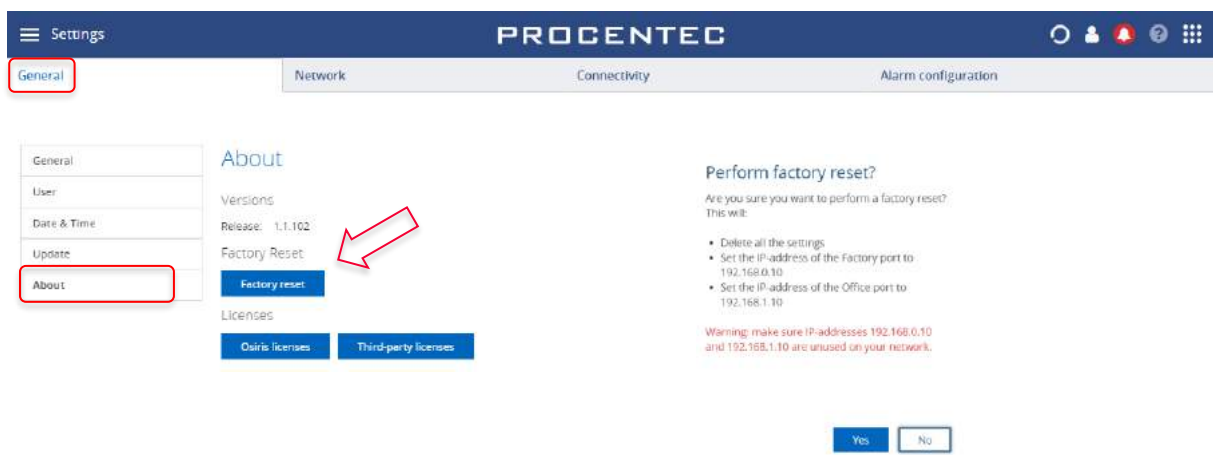 Settings
PROCENTEC
General
Network
Connectivity
Alarm configuration
General
User
Date & Time
Update
About
About
Versions
Release: 1.1.102
Factory Reset
Factory reset
Licenses
Osiris licenses
Third-party licenses
Perform factory reset?
Are you sure you want to perform a factory reset?
This will:
• Delete all the settings
• Set the IP-address of the Factory port to
192.168.0.10
• Set the IP-address of the Office port to
192.168.1.10
Warning: make sure IP-addresses 192.168.0.10
and 192.168.1.10 are unused on your network.
Yes
No